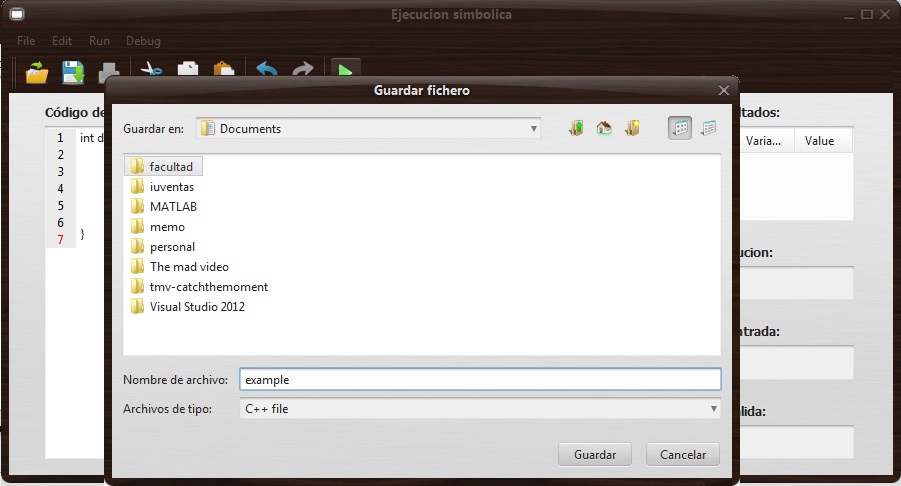 Ejecucion simbolica
File Edit Run Debug
Guardar fichero
Código de
Guardar en: Documents
ltados:
Varia... Value
1 int d
2
3
4
5
6 }
7
facultad
iuventas
MATLAB
memo
personal
The mad video
tmv-catchthemoment
Visual Studio 2012
ucion:
ntrada:
Nombre de archivo: example
Archivos de tipo: C++ file
lida:
Guardar Cancelar